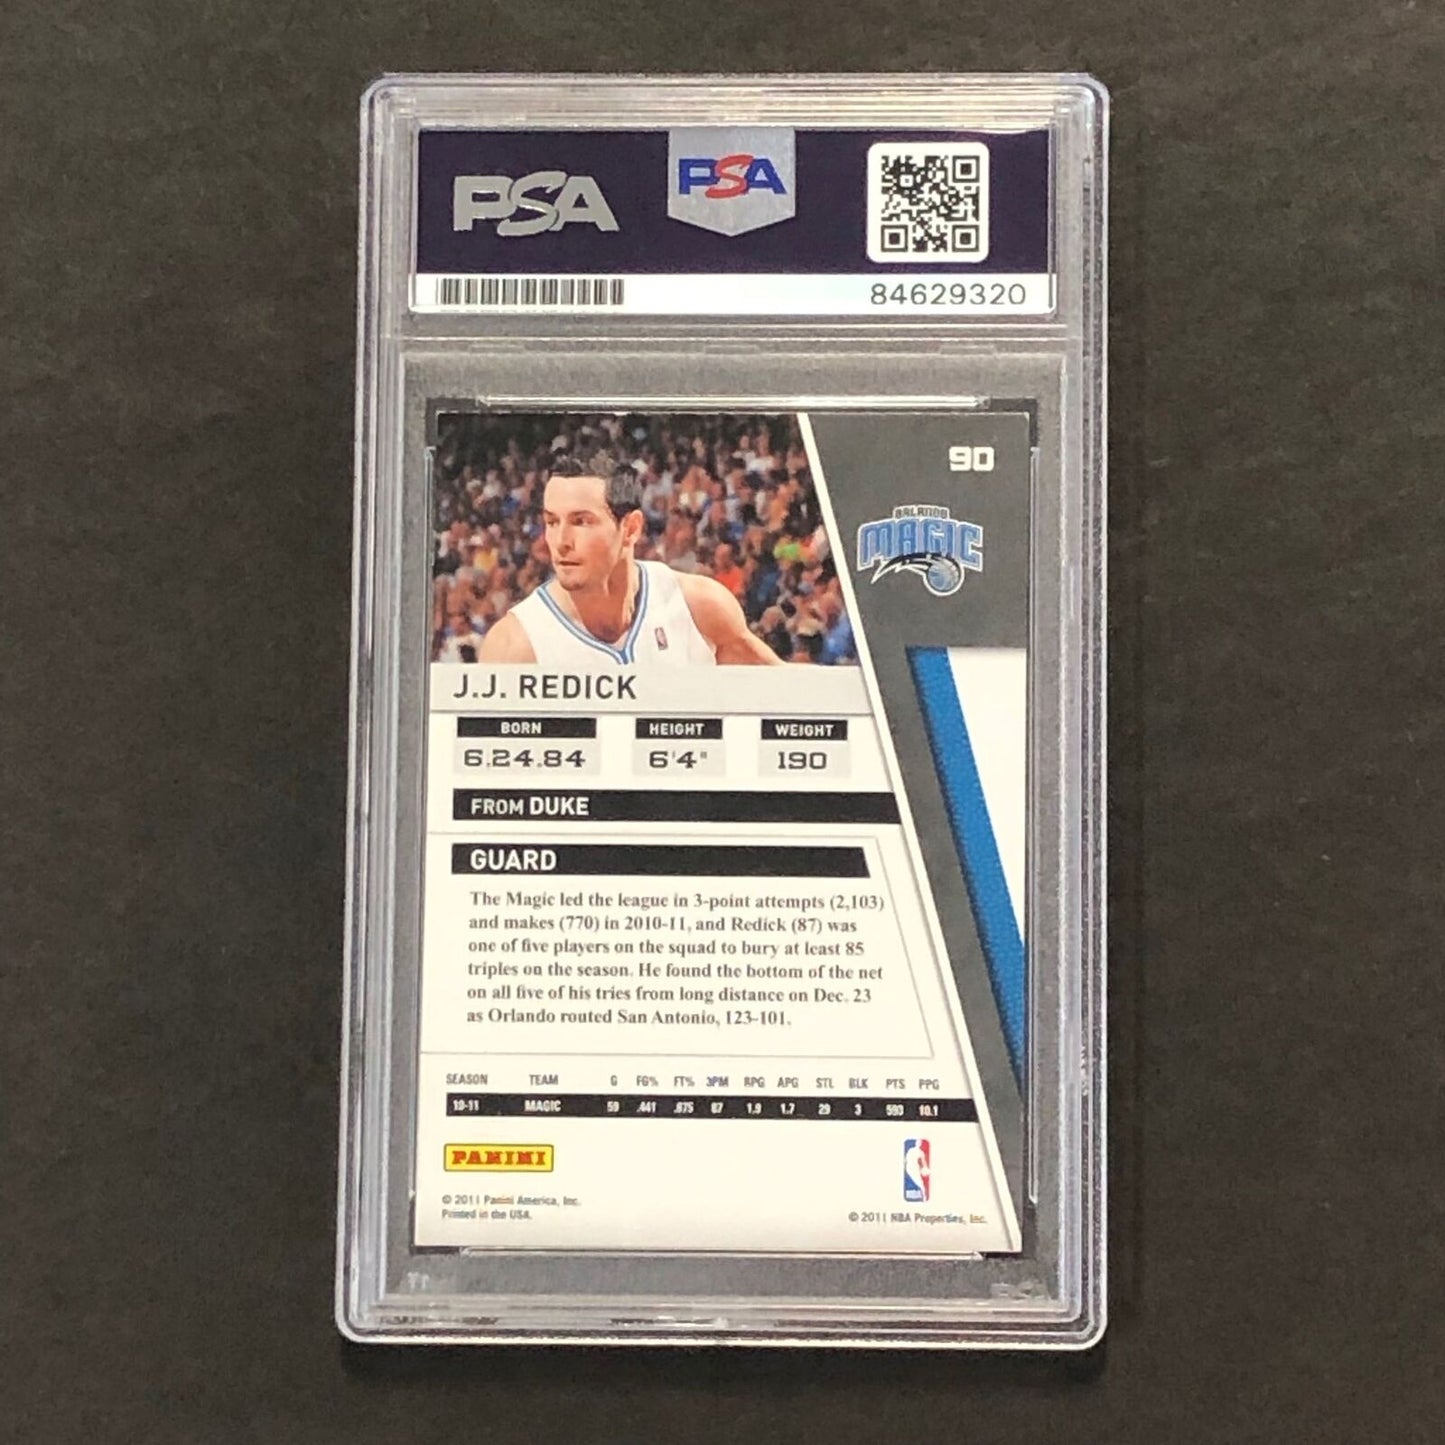 PSA PSA
84629320
90
ORLANDO
MAGIC
J.J. REDICK
BORN HEIGHT WEIGHT
6.24.84 6'4" 190
FROM DUKE
GUARD
The Magic led the league in 3-point attempts (2,103)
and makes (770) in 2010-11, and Redick (87) was
one of five players on the squad to bury at least 85
triples on the season. He found the bottom of the net
on all five of his tries from long distance on Dec. 23
as Orlando routed San Antonio, 123-101.
SEASON TEAM G FG% FT% 3PM RPG APG STL BLK PTS PPG
10-11 MAGIC 59 .441 .875 87 1.9 1.7 29 3 593 10.1
PANINI
NBA
© 2011 Panini America, Inc.
Printed in the USA.
© 2011 NBA Properties, Inc.